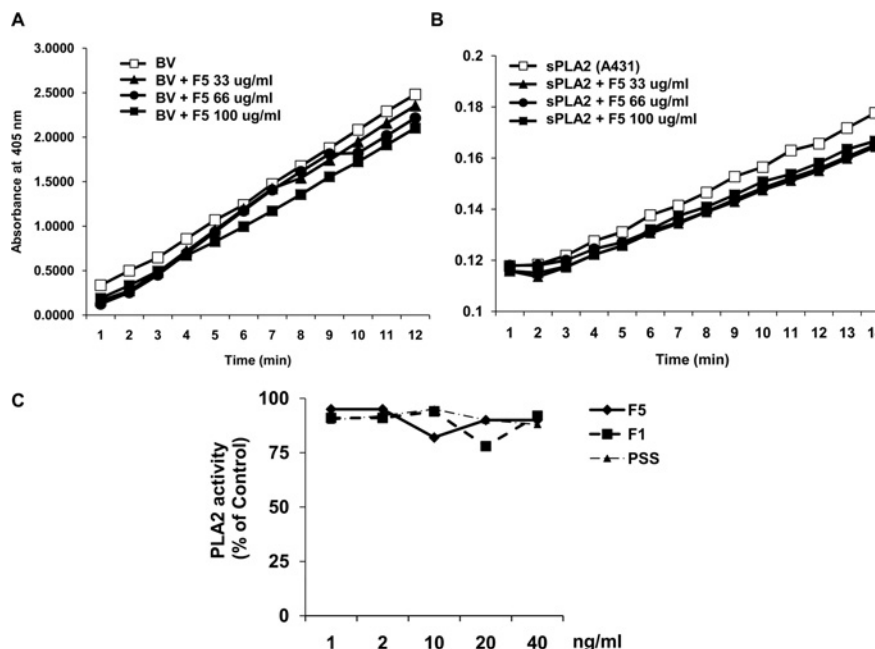 A
BV
BV + F5 33 ug/ml
BV + F5 66 ug/ml
BV + F5 100 ug/ml
3.0000
2.5000
2.0000
1.5000
1.0000
0.5000
0.0000
Absorbance at 405 nm
1 2 3 4 5 6 7 8 9 10 11 12
Time (min)
B
sPLA2 (A431)
sPLA2 + F5 33 ug/ml
sPLA2 + F5 66 ug/ml
sPLA2 + F5 100 ug/ml
0.2
0.18
0.16
0.14
0.12
0.1
1 2 3 4 5 6 7 8 9 10 11 12 13
Time (min)
C
100
75
50
25
0
PLA2 activity
(% of Control)
1 2 10 20 40 ng/ml
F5
F1
PSS